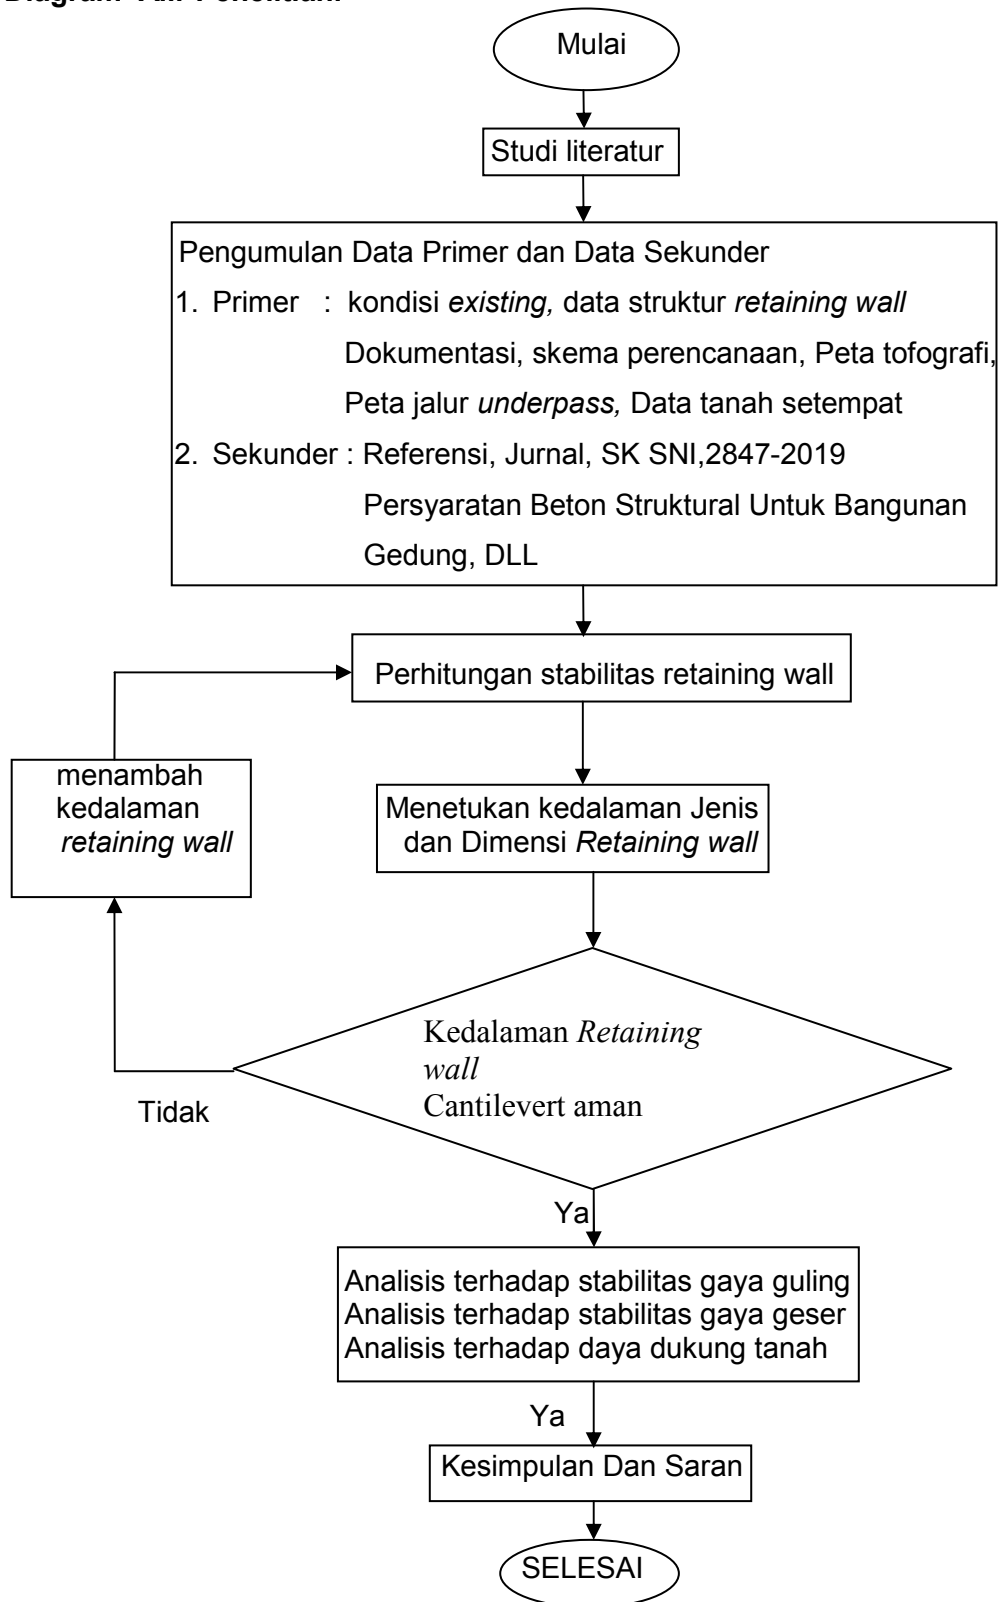 Mulai
Studi literatur
Pengumulan Data Primer dan Data Sekunder
1. Primer : kondisi existing, data struktur retaining wall
Dokumentasi, skema perencanaan, Peta tofografi,
Peta jalur underpass, Data tanah setempat
2. Sekunder : Referensi, Jurnal, SK SNI,2847-2019
Persyaratan Beton Struktural Untuk Bangunan
Gedung, DLL
Perhitungan stabilitas retaining wall
menambah
kedalaman
retaining wall
Menetukan kedalaman Jenis
dan Dimensi Retaining wall
Kedalaman Retaining
wall
Cantilevert aman
Tidak
Ya
Analisis terhadap stabilitas gaya guling
Analisis terhadap stabilitas gaya geser
Analisis terhadap daya dukung tanah
Ya
Kesimpulan Dan Saran
SELESAI